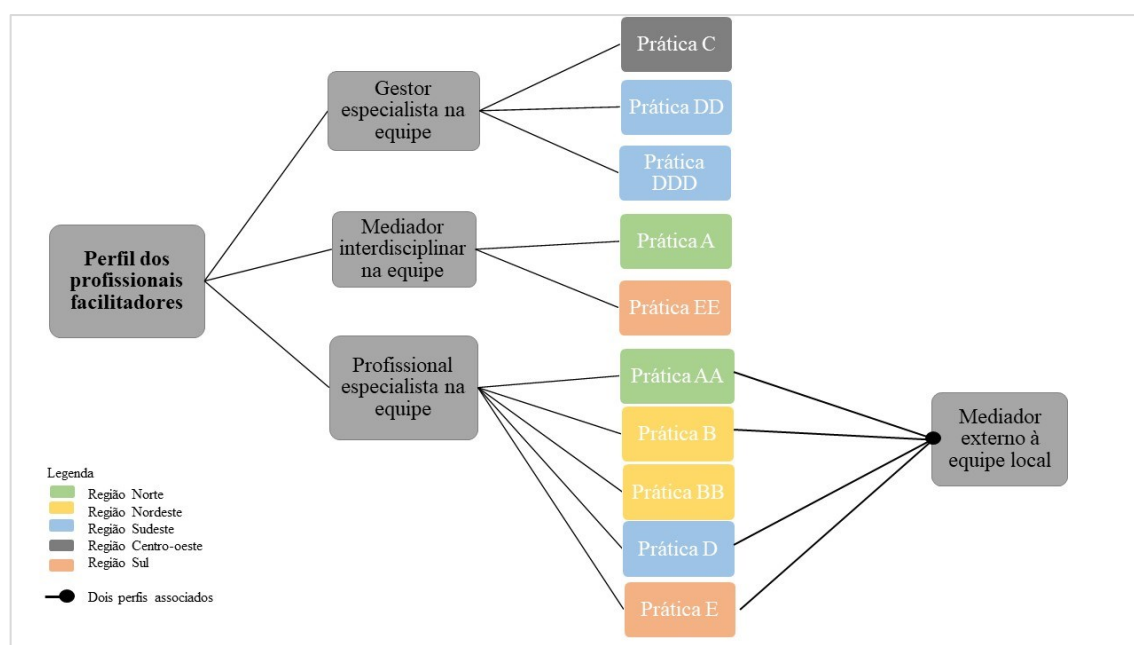 Perfil dos
profissionais
facilitadores
Gestor
especialista na
equipe
Mediador
interdisciplinar
na equipe
Profissional
especialista na
equipe
Prática C
Prática DD
Prática
DDD
Prática A
Prática EE
Prática AA
Prática B
Prática BB
Prática D
Prática E
Mediador
externo à
equipe local
Legenda
Região Norte
Região Nordeste
Região Sudeste
Região Centro-oeste
Região Sul
Dois perfis associados